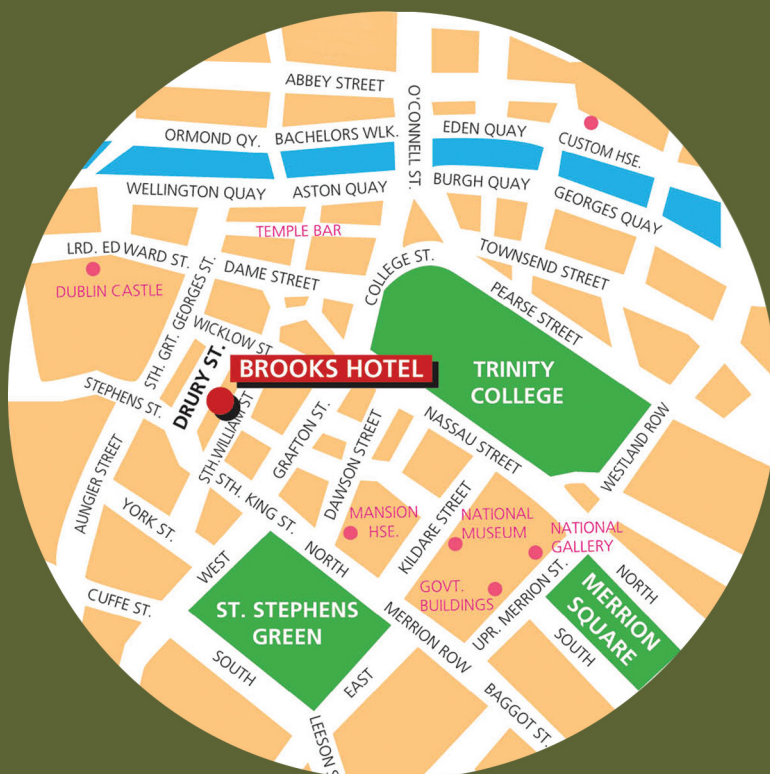 ABBEY STREET
O'CONNELL ST.
ORMOND QY.
BACHELORS WLK.
EDEN QUAY
CUSTOM HSE.
WELLINGTON QUAY
ASTON QUAY
BURGH QUAY
GEORGES QUAY
TEMPLE BAR
LRD. EDWARD ST.
DUBLIN CASTLE
DAME STREET
COLLEGE ST.
TOWNSEND STREET
PEARSE STREET
STH. GRT. GEORGES ST.
WICKLOW ST
DRURY ST.
BROOKS HOTEL
TRINITY
COLLEGE
STEPHENS ST.
STH.WILLIAM ST
GRAFTON ST.
DAWSON STREET
NASSAU STREET
WESTLAND ROW
AUNGIER STREET
YORK ST.
STH. KING ST.
MANSION
HSE.
KILDARE STREET
NATIONAL
MUSEUM
NATIONAL
GALLERY
WEST
NORTH
GOVT.
BUILDINGS
UPR. MERRION ST.
NORTH
MERRION
SQUARE
SOUTH
CUFFE ST.
ST. STEPHENS
GREEN
MERRION ROW
SOUTH
EAST
BAGGOT ST.
LEESON S